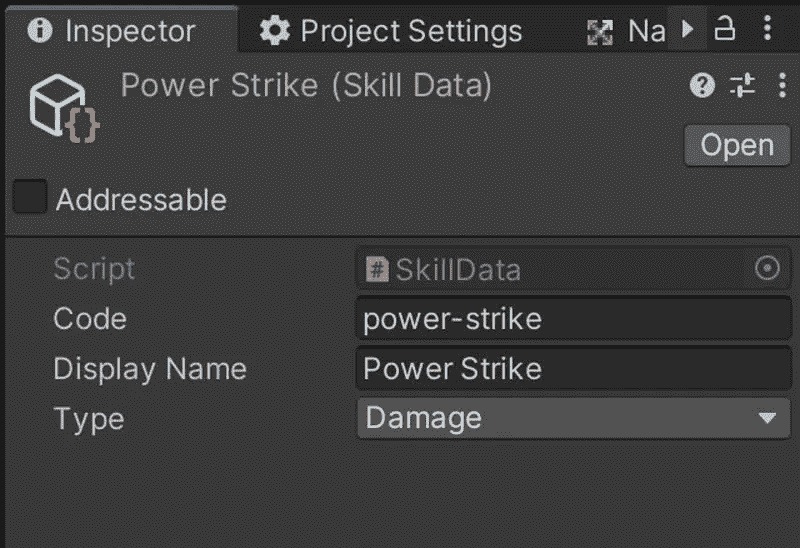 Inspector Project Settings Na
Power Strike (Skill Data)
Open
Addressable
Script SkillData
Code power-strike
Display Name Power Strike
Type Damage